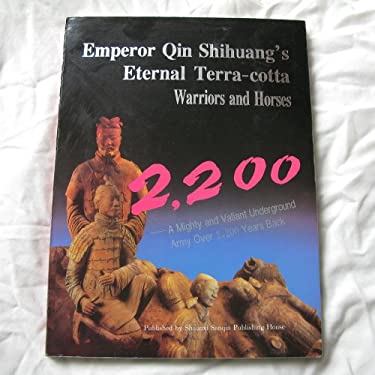 Emperor Qin Shihuang's
Eternal Terra-cotta
Warriors and Horses
2,200
—A Mighty and Valiant Underground
Army Over 2,200 Years Back
Published by Shaanxi Sanqin Publishing House